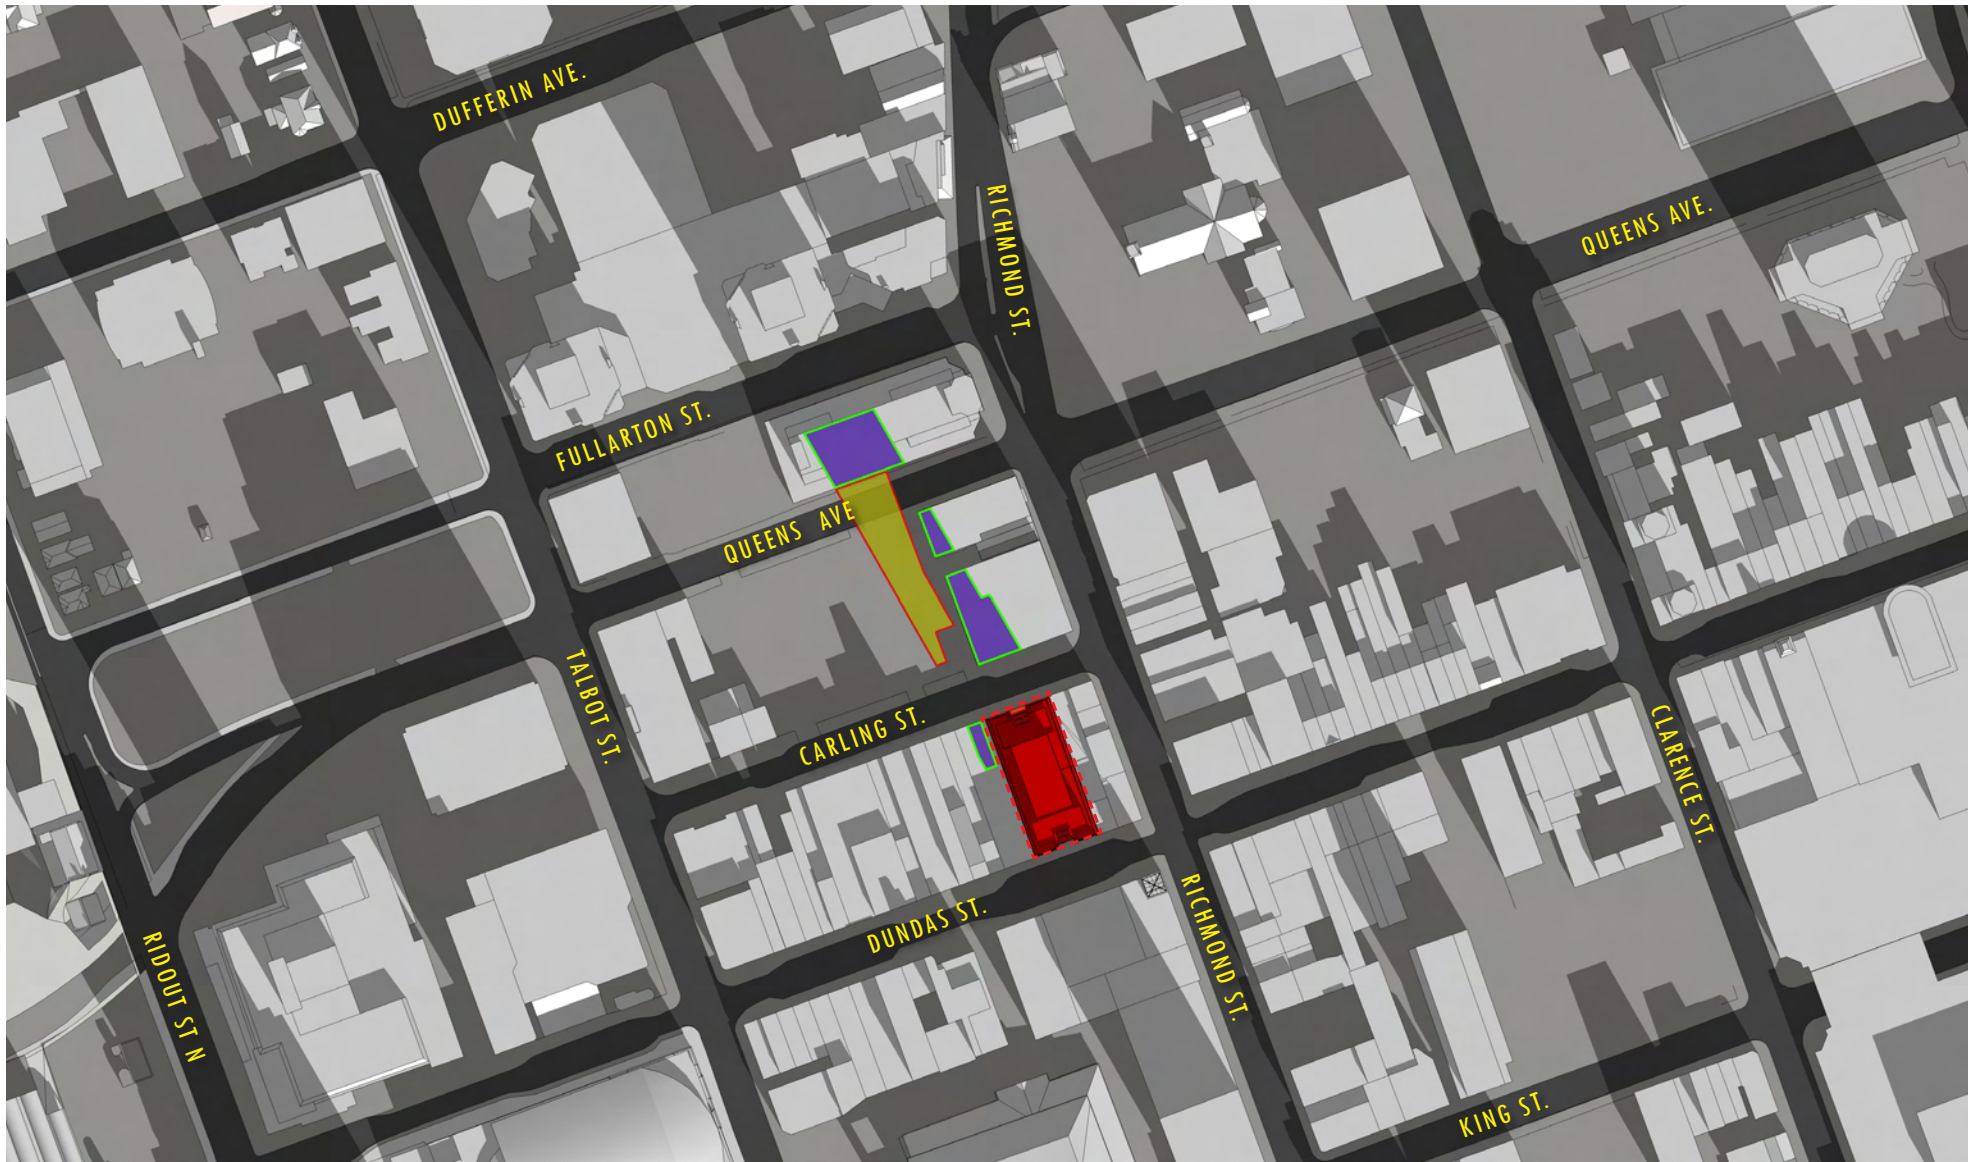 DUFFERIN AVE.
RICHMOND ST.
QUEENS AVE.
FULLARTON ST.
QUEENS AVE
TALBOT ST.
CARLING ST.
CLARENCE ST.
DUNDAS ST.
RICHMOND ST.
RIDOUT ST N
KING ST.